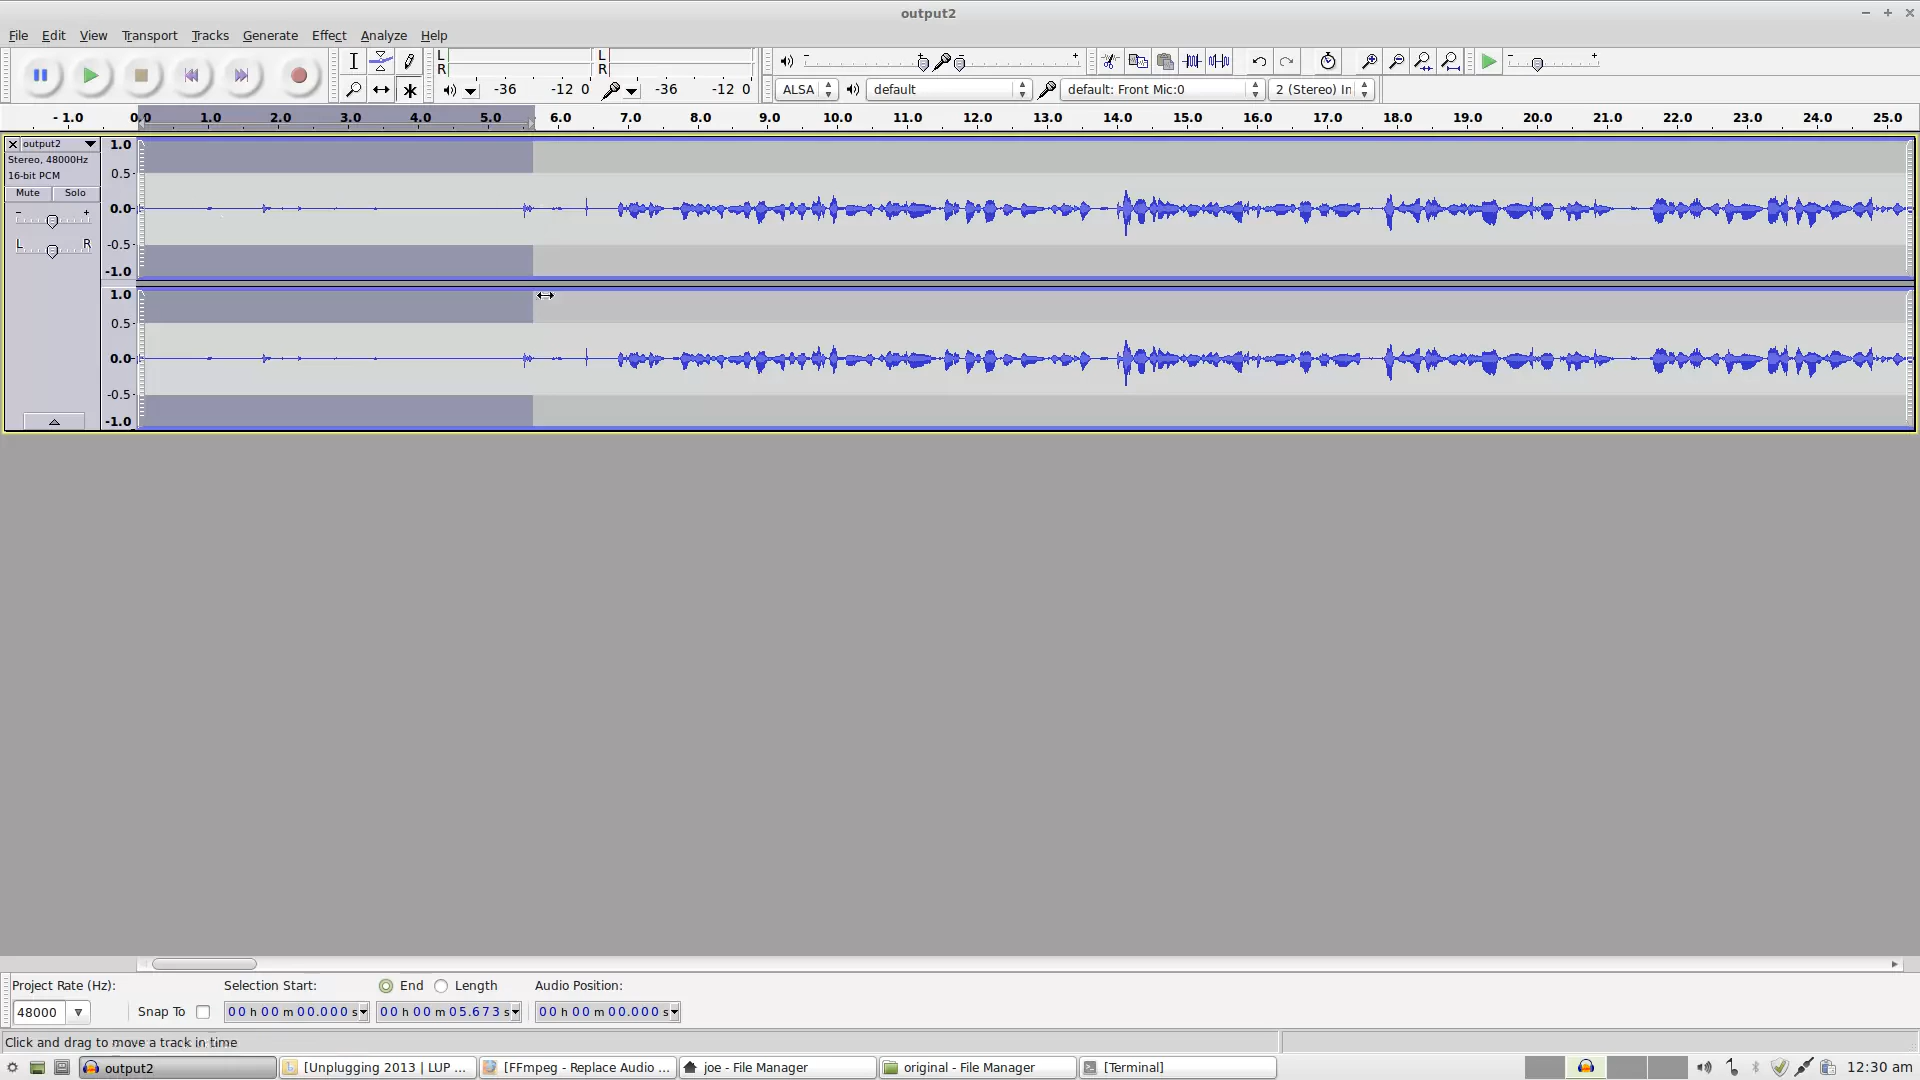 output2
File Edit View Transport Tracks Generate Effect Analyze Help
L R -36 -12 0 L R -36 -12 0
ALSA default default: Front Mic:0 2 (Stereo) In
- 1.0 0.0 1.0 2.0 3.0 4.0 5.0 6.0 7.0 8.0 9.0 10.0 11.0 12.0 13.0 14.0 15.0 16.0 17.0 18.0 19.0 20.0 21.0 22.0 23.0 24.0 25.0
output2
Stereo, 48000Hz
16-bit PCM
Mute Solo
- +
L R
1.0
0.5
0.0
-0.5
-1.0
1.0
0.5
0.0
-0.5
-1.0
Project Rate (Hz): Selection Start: End Length Audio Position:
48000 Snap To 00 h 00 m 00.000 s 00 h 00 m 05.673 s 00 h 00 m 00.000 s
Click and drag to move a track in time
output2 [Unplugging 2013 | LUP ... [FFmpeg - Replace Audio ... joe - File Manager original - File Manager [Terminal] 12:30 am